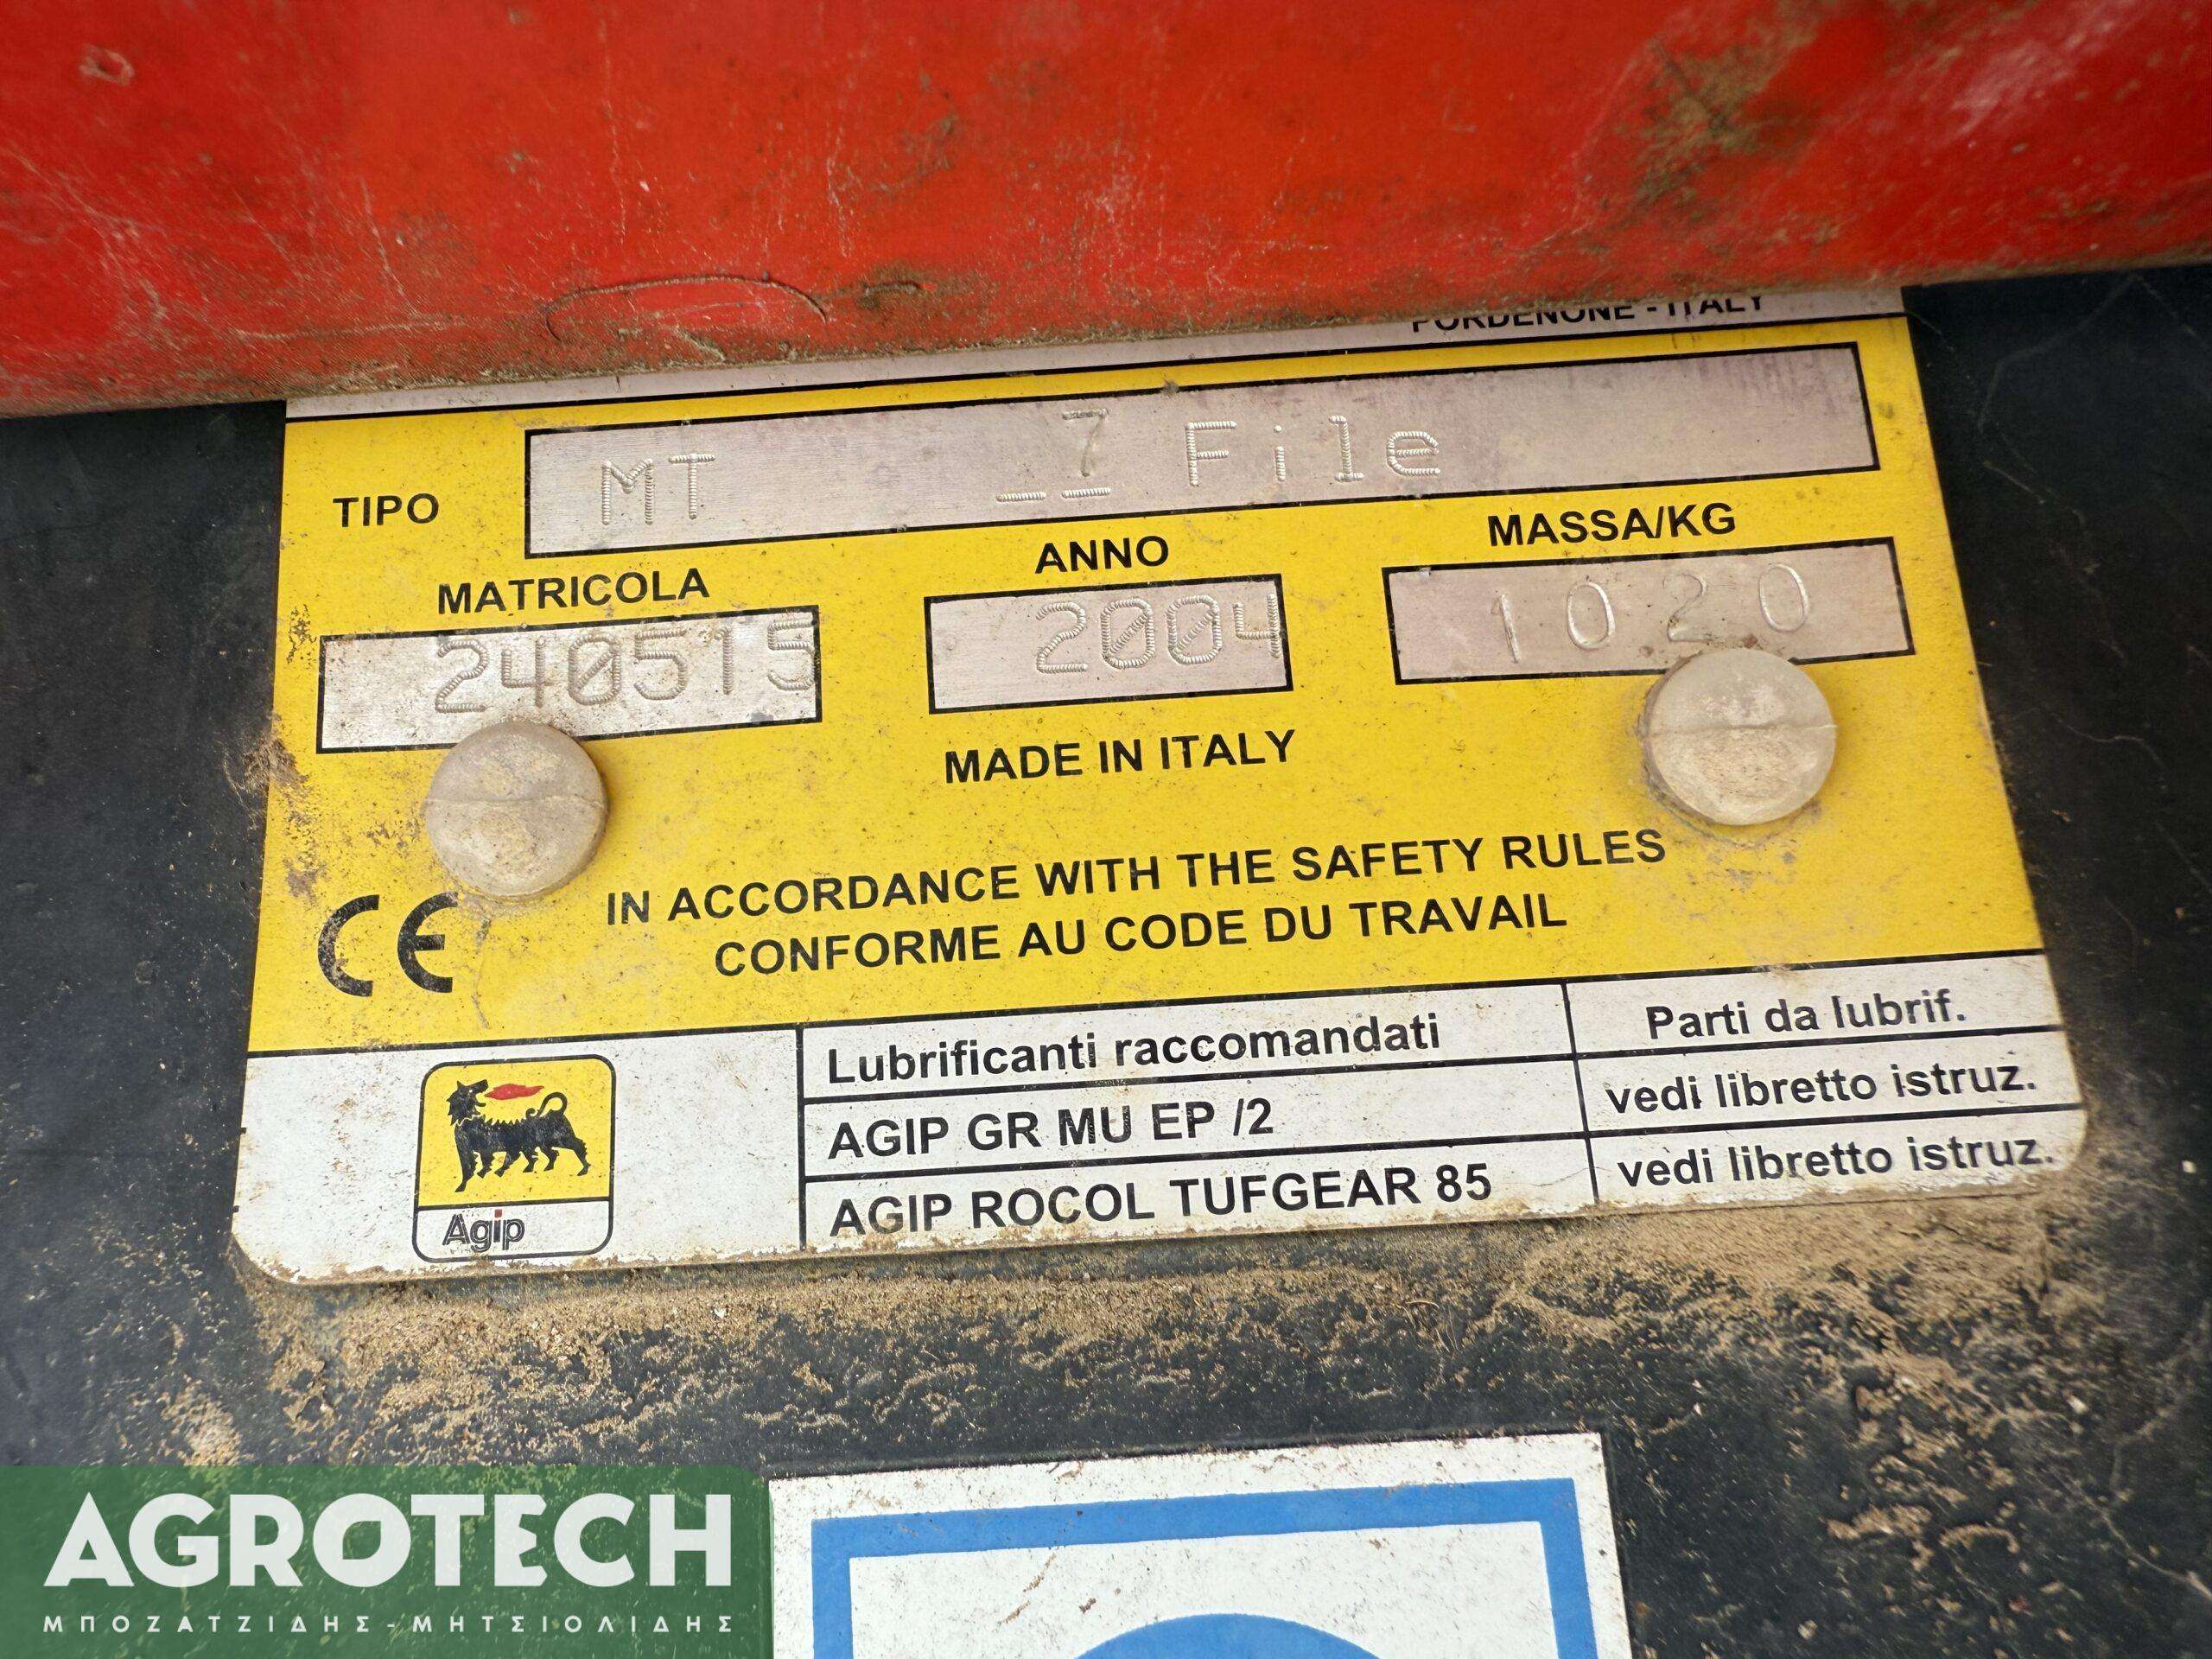 PORDENONE - ITALY
TIPO MT _7 File
MATRICOLA ANNO MASSA/KG
240515 2004 1020
MADE IN ITALY
CE IN ACCORDANCE WITH THE SAFETY RULES
CONFORME AU CODE DU TRAVAIL
Lubrificanti raccomandati Parti da lubrif.
AGIP GR MU EP /2 vedi libretto istruz.
AGIP ROCOL TUFGEAR 85 vedi libretto istruz.
Agip
AGROTECH
ΜΠΟΖΑΤΖΙΔΗΣ-ΜΗΤΣΙΟΛΙΔΗΣ